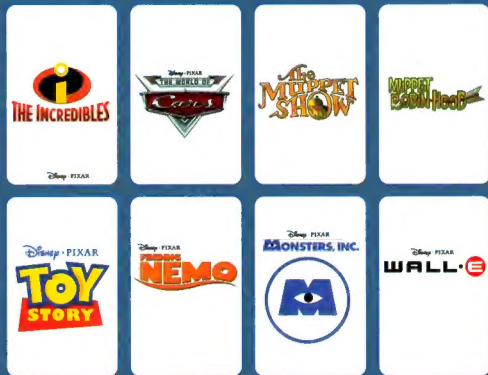 THE INCREDIBLES
Disney · PIXAR
Disney · PIXAR
THE WORLD OF
Cars
The
MUPPET
SHOW
MUPPET
ROBIN HOOD
Disney · PIXAR
TOY
STORY
Disney · PIXAR
FINDING
NEMO
Disney · PIXAR
MONSTERS, INC.
Disney · PIXAR
WALL·E